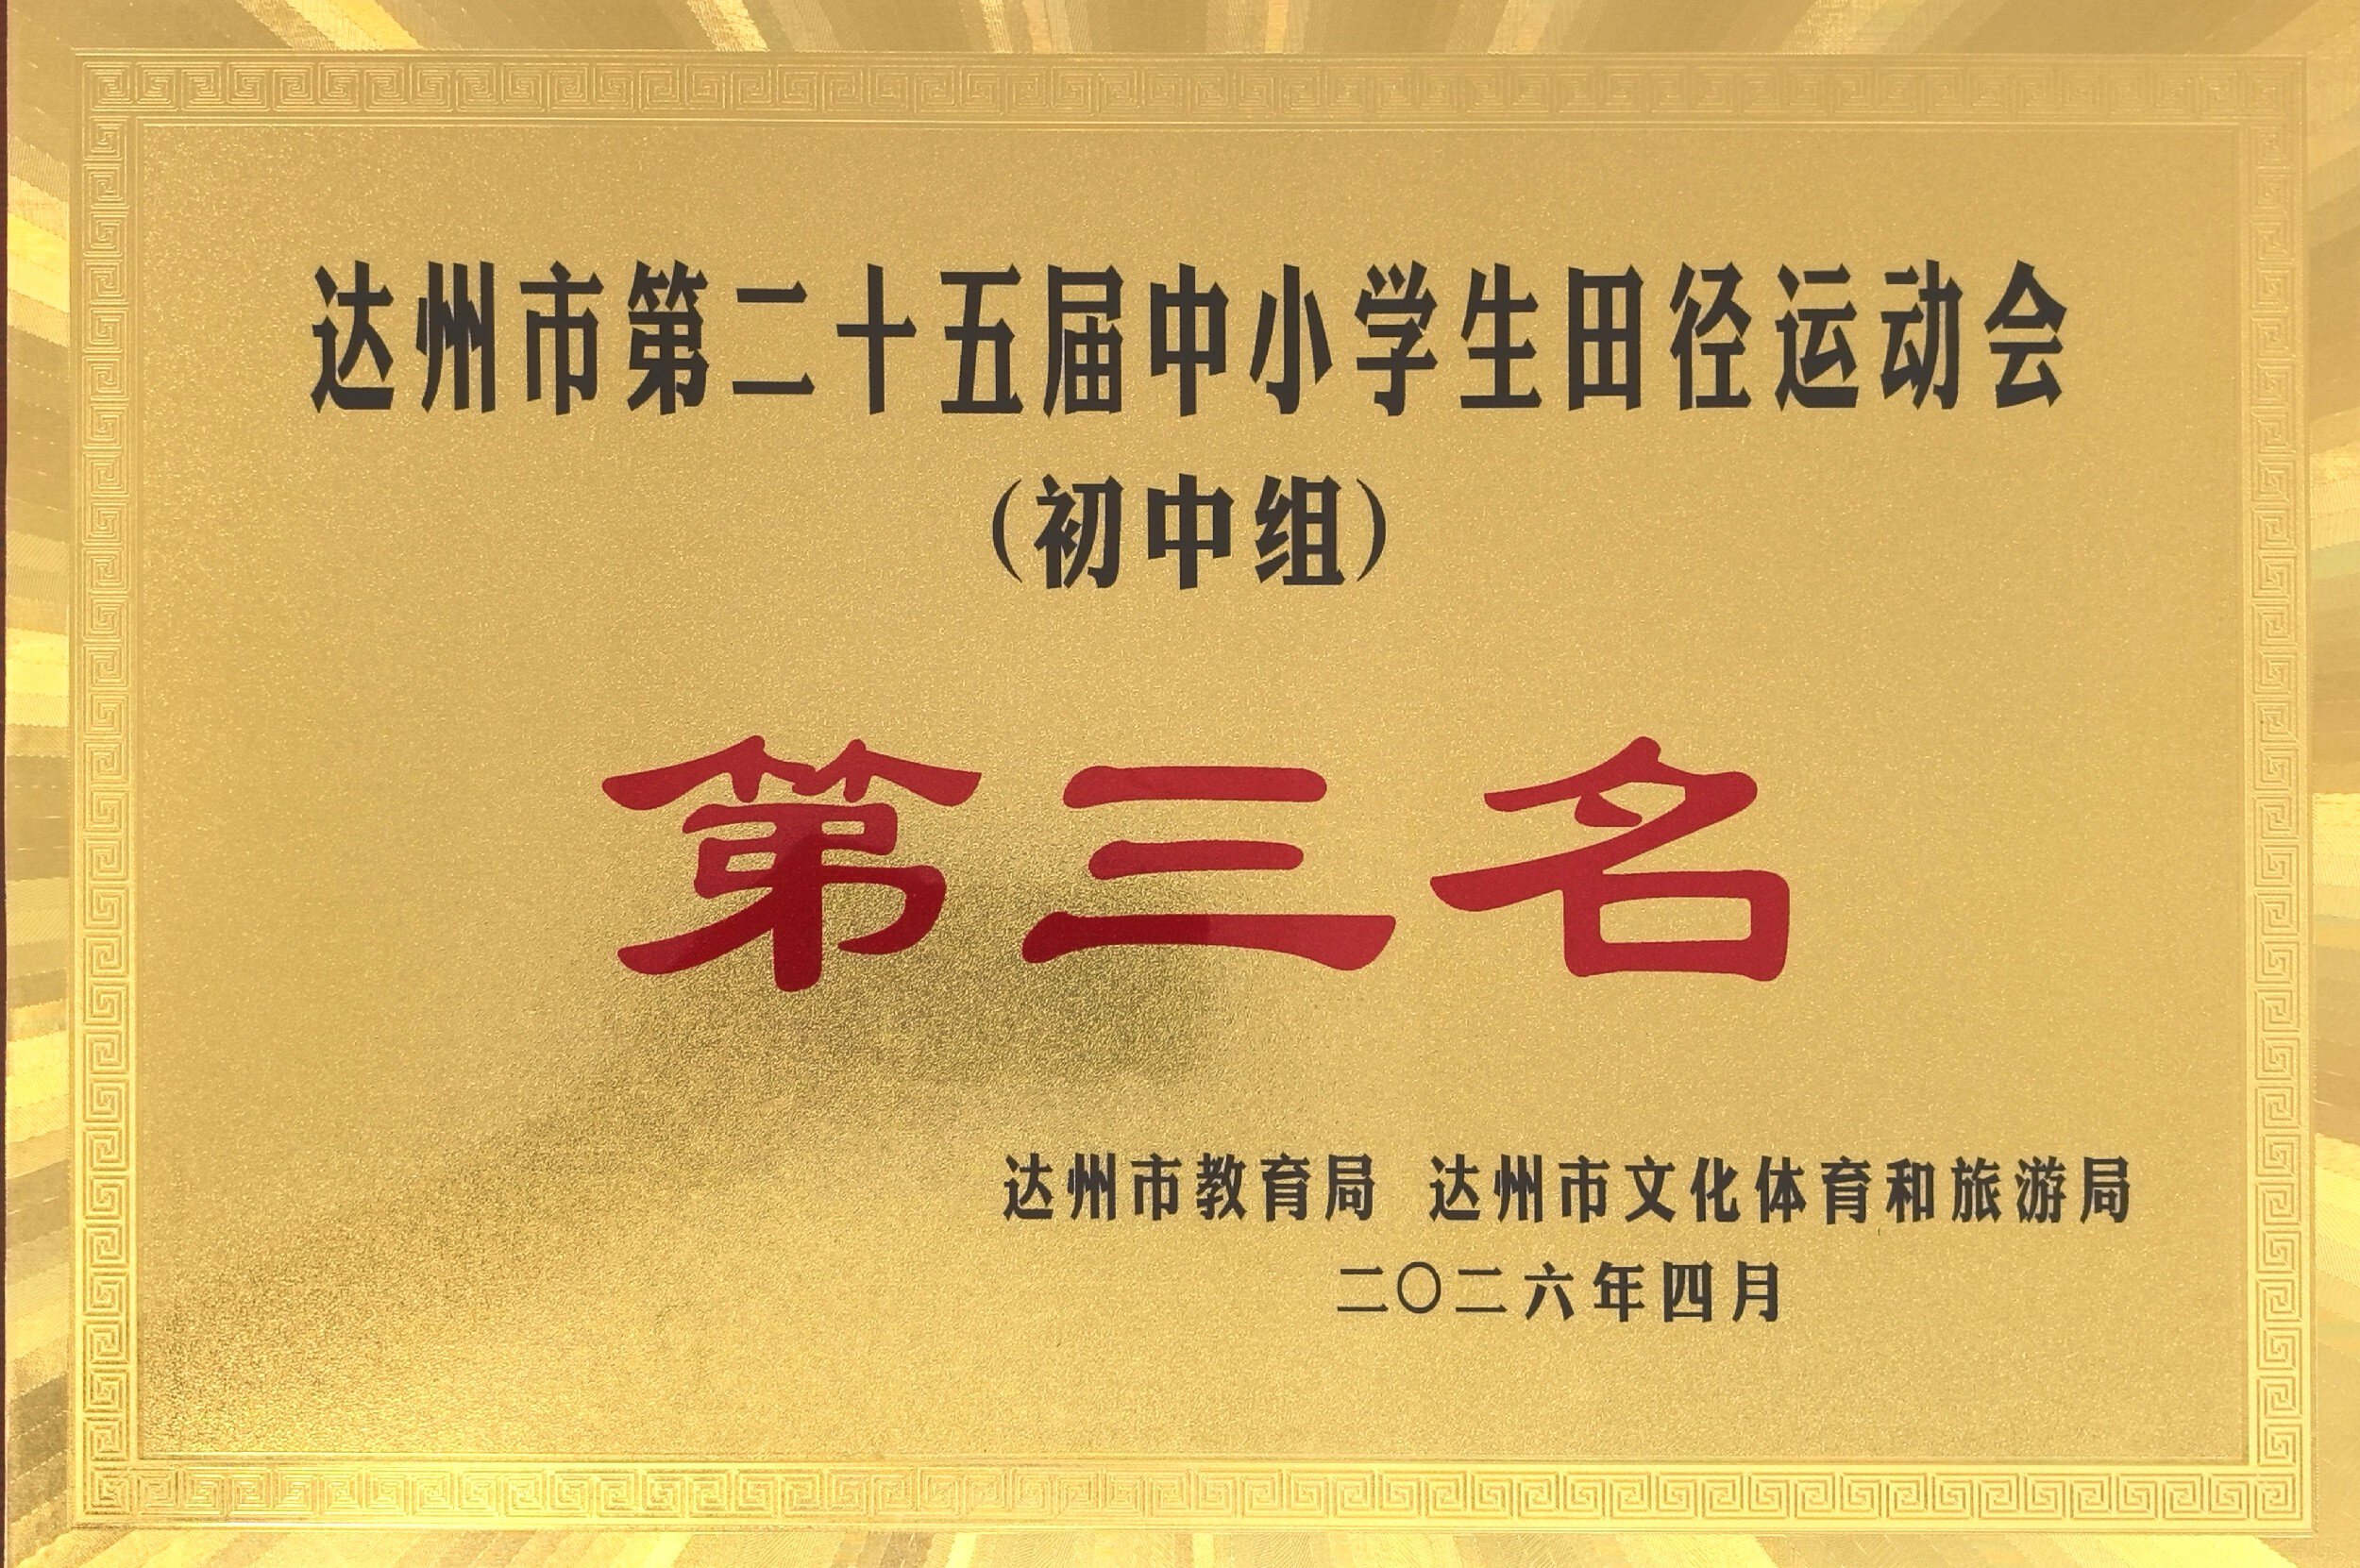 达州市第二十五届中小学生田径运动会
（初中组）
第三名
达州市教育局 达州市文化体育和旅游局
二〇二六年四月